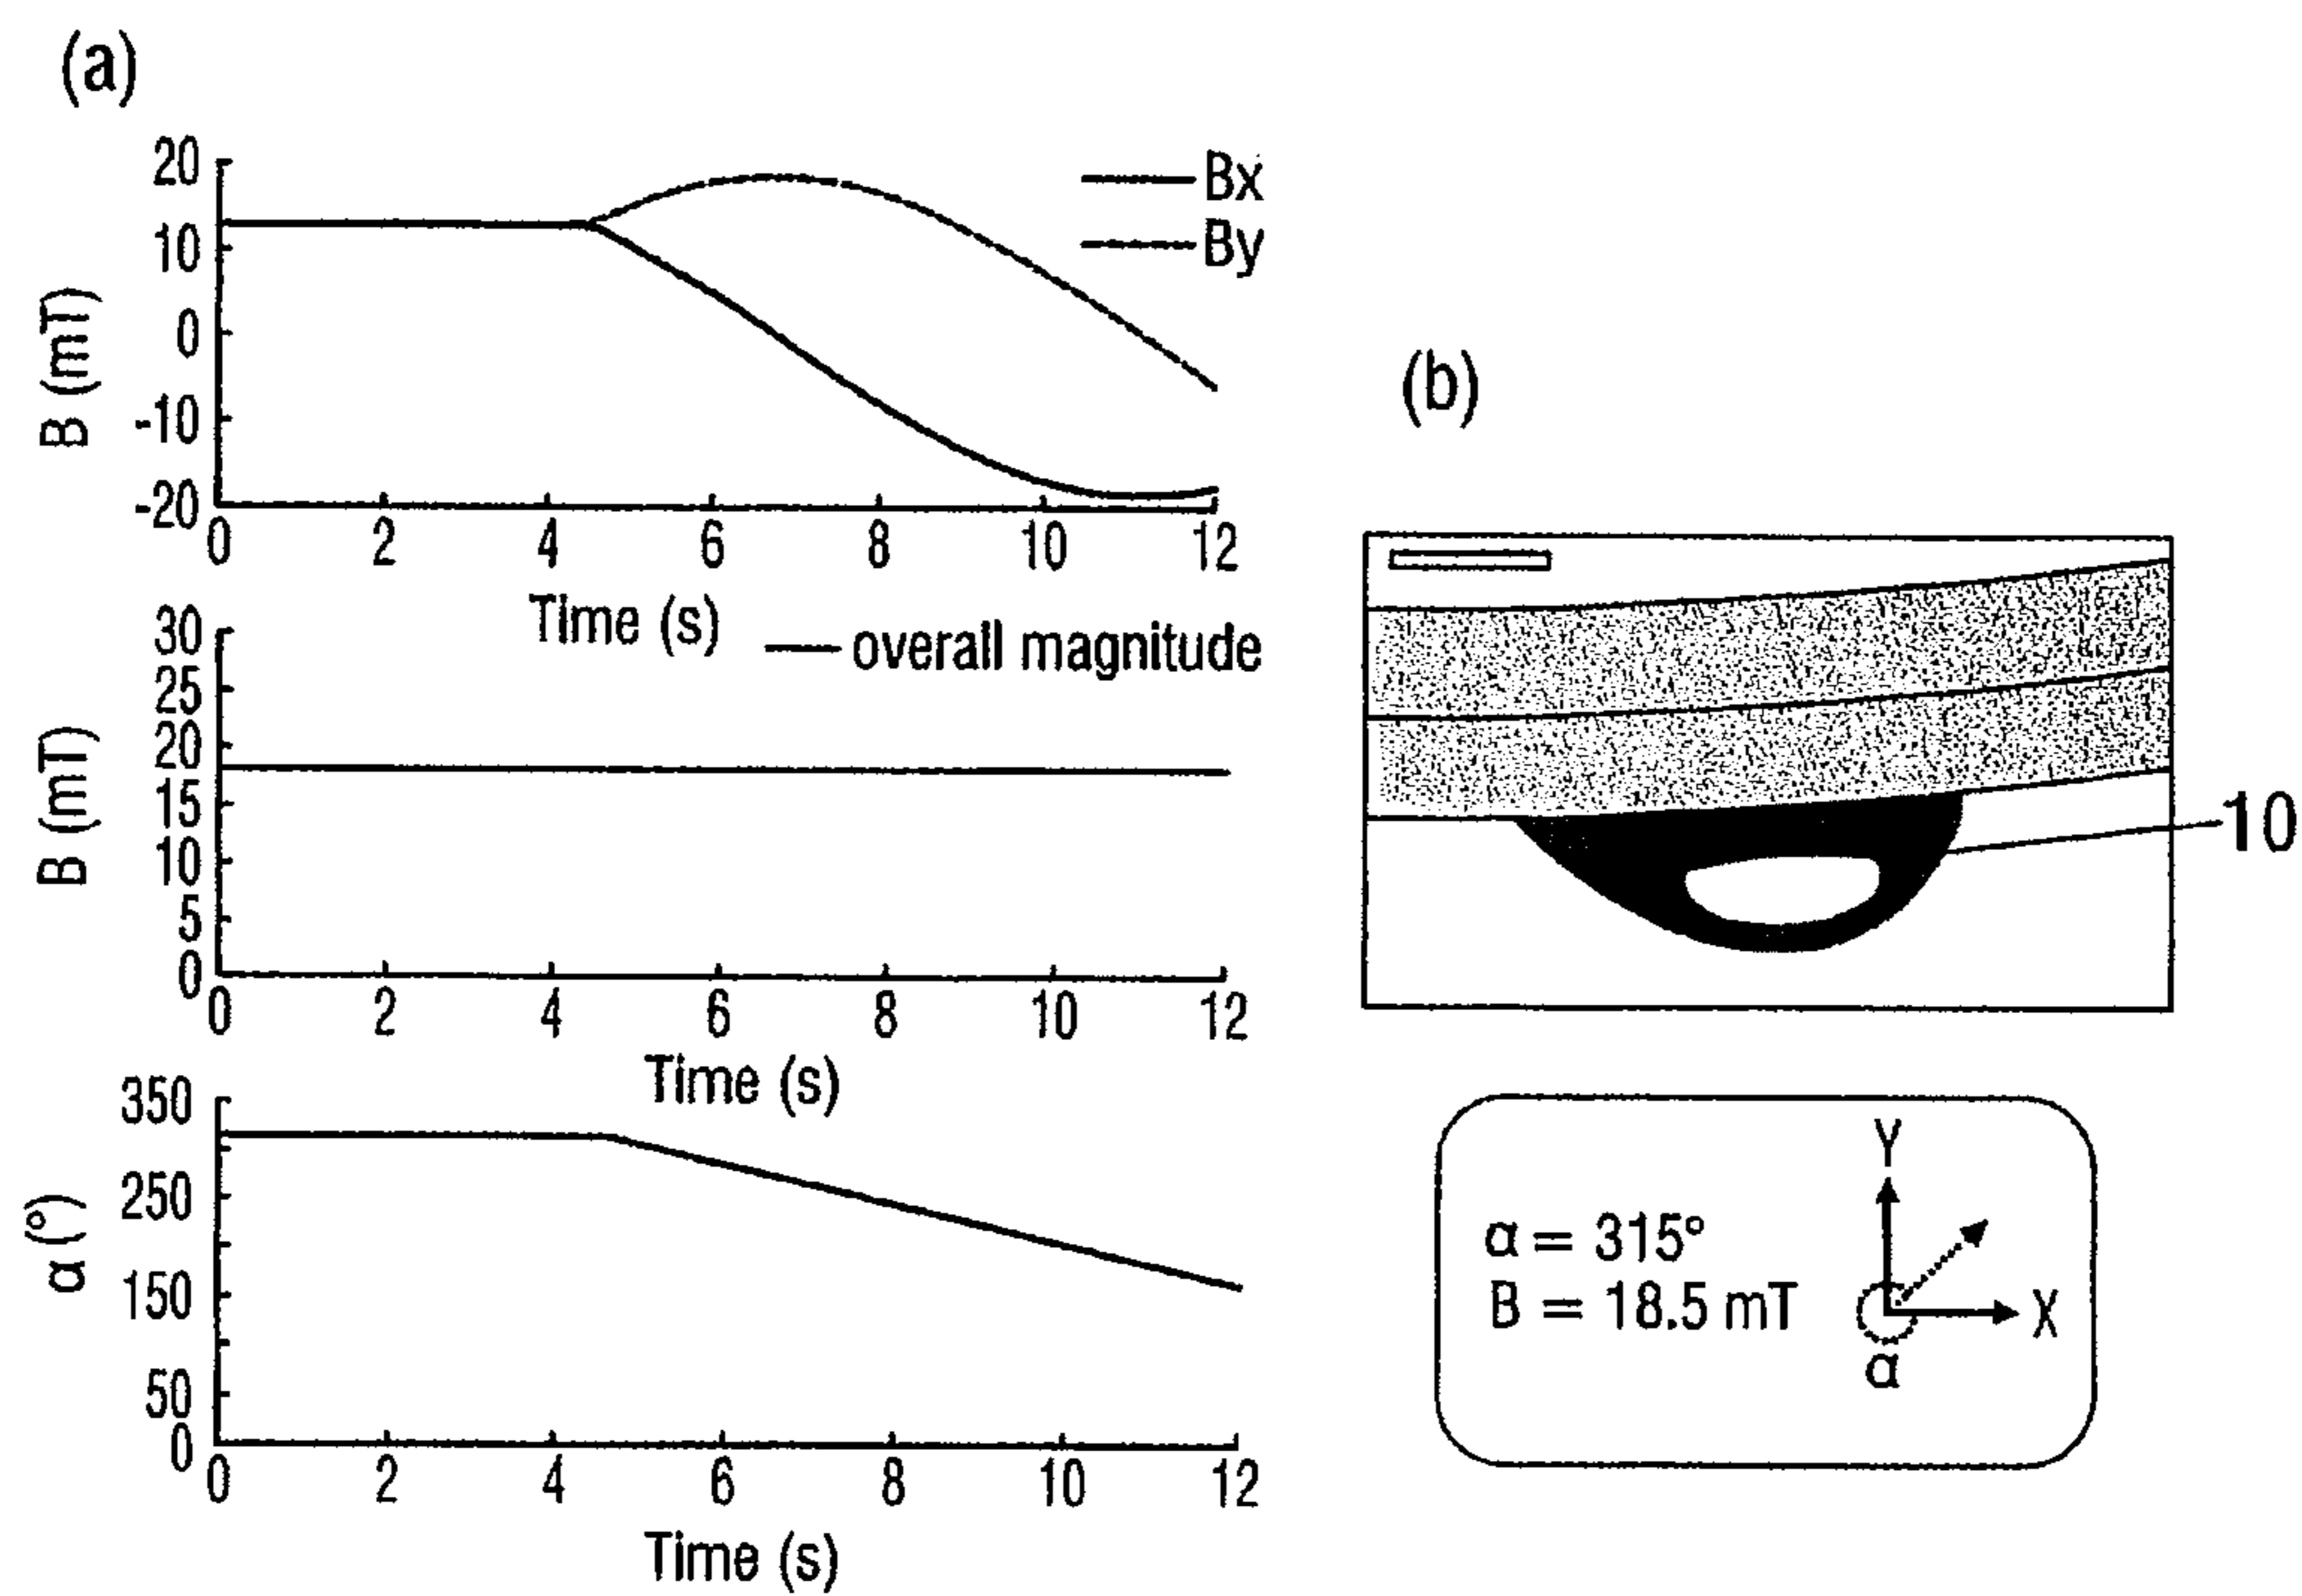 (a)
20
10
0
-10
-20
B (mT)
Bx
By
0 2 4 6 8 10 12
Time (s)
overall magnitude
30
25
20
15
10
5
0
B (mT)
0 2 4 6 8 10 12
Time (s)
350
250
150
50
0
α (°)
0 2 4 6 8 10 12
Time (s)
(b)
10
α = 315°
B = 18.5 mT
Y
X
α